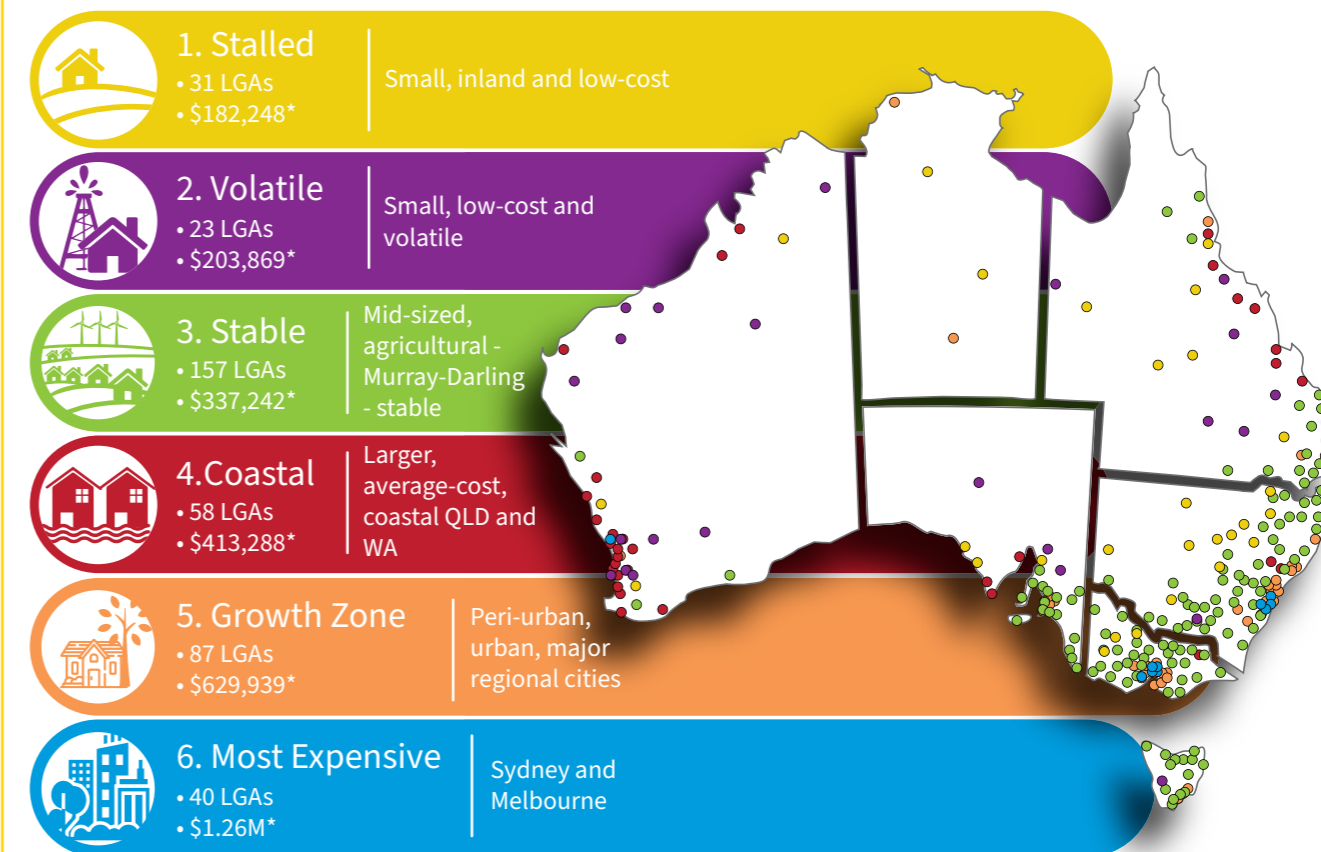 1. Stalled
• 31 LGAs
• $182,248*
Small, inland and low-cost
2. Volatile
• 23 LGAs
• $203,869*
Small, low-cost and
volatile
3. Stable
• 157 LGAs
• $337,242*
Mid-sized,
agricultural -
Murray-Darling
- stable
4.Coastal
• 58 LGAs
• $413,288*
Larger,
average-cost,
coastal QLD and
WA
5. Growth Zone
• 87 LGAs
• $629,939*
Peri-urban,
urban, major
regional cities
6. Most Expensive
• 40 LGAs
• $1.26M*
Sydney and
Melbourne